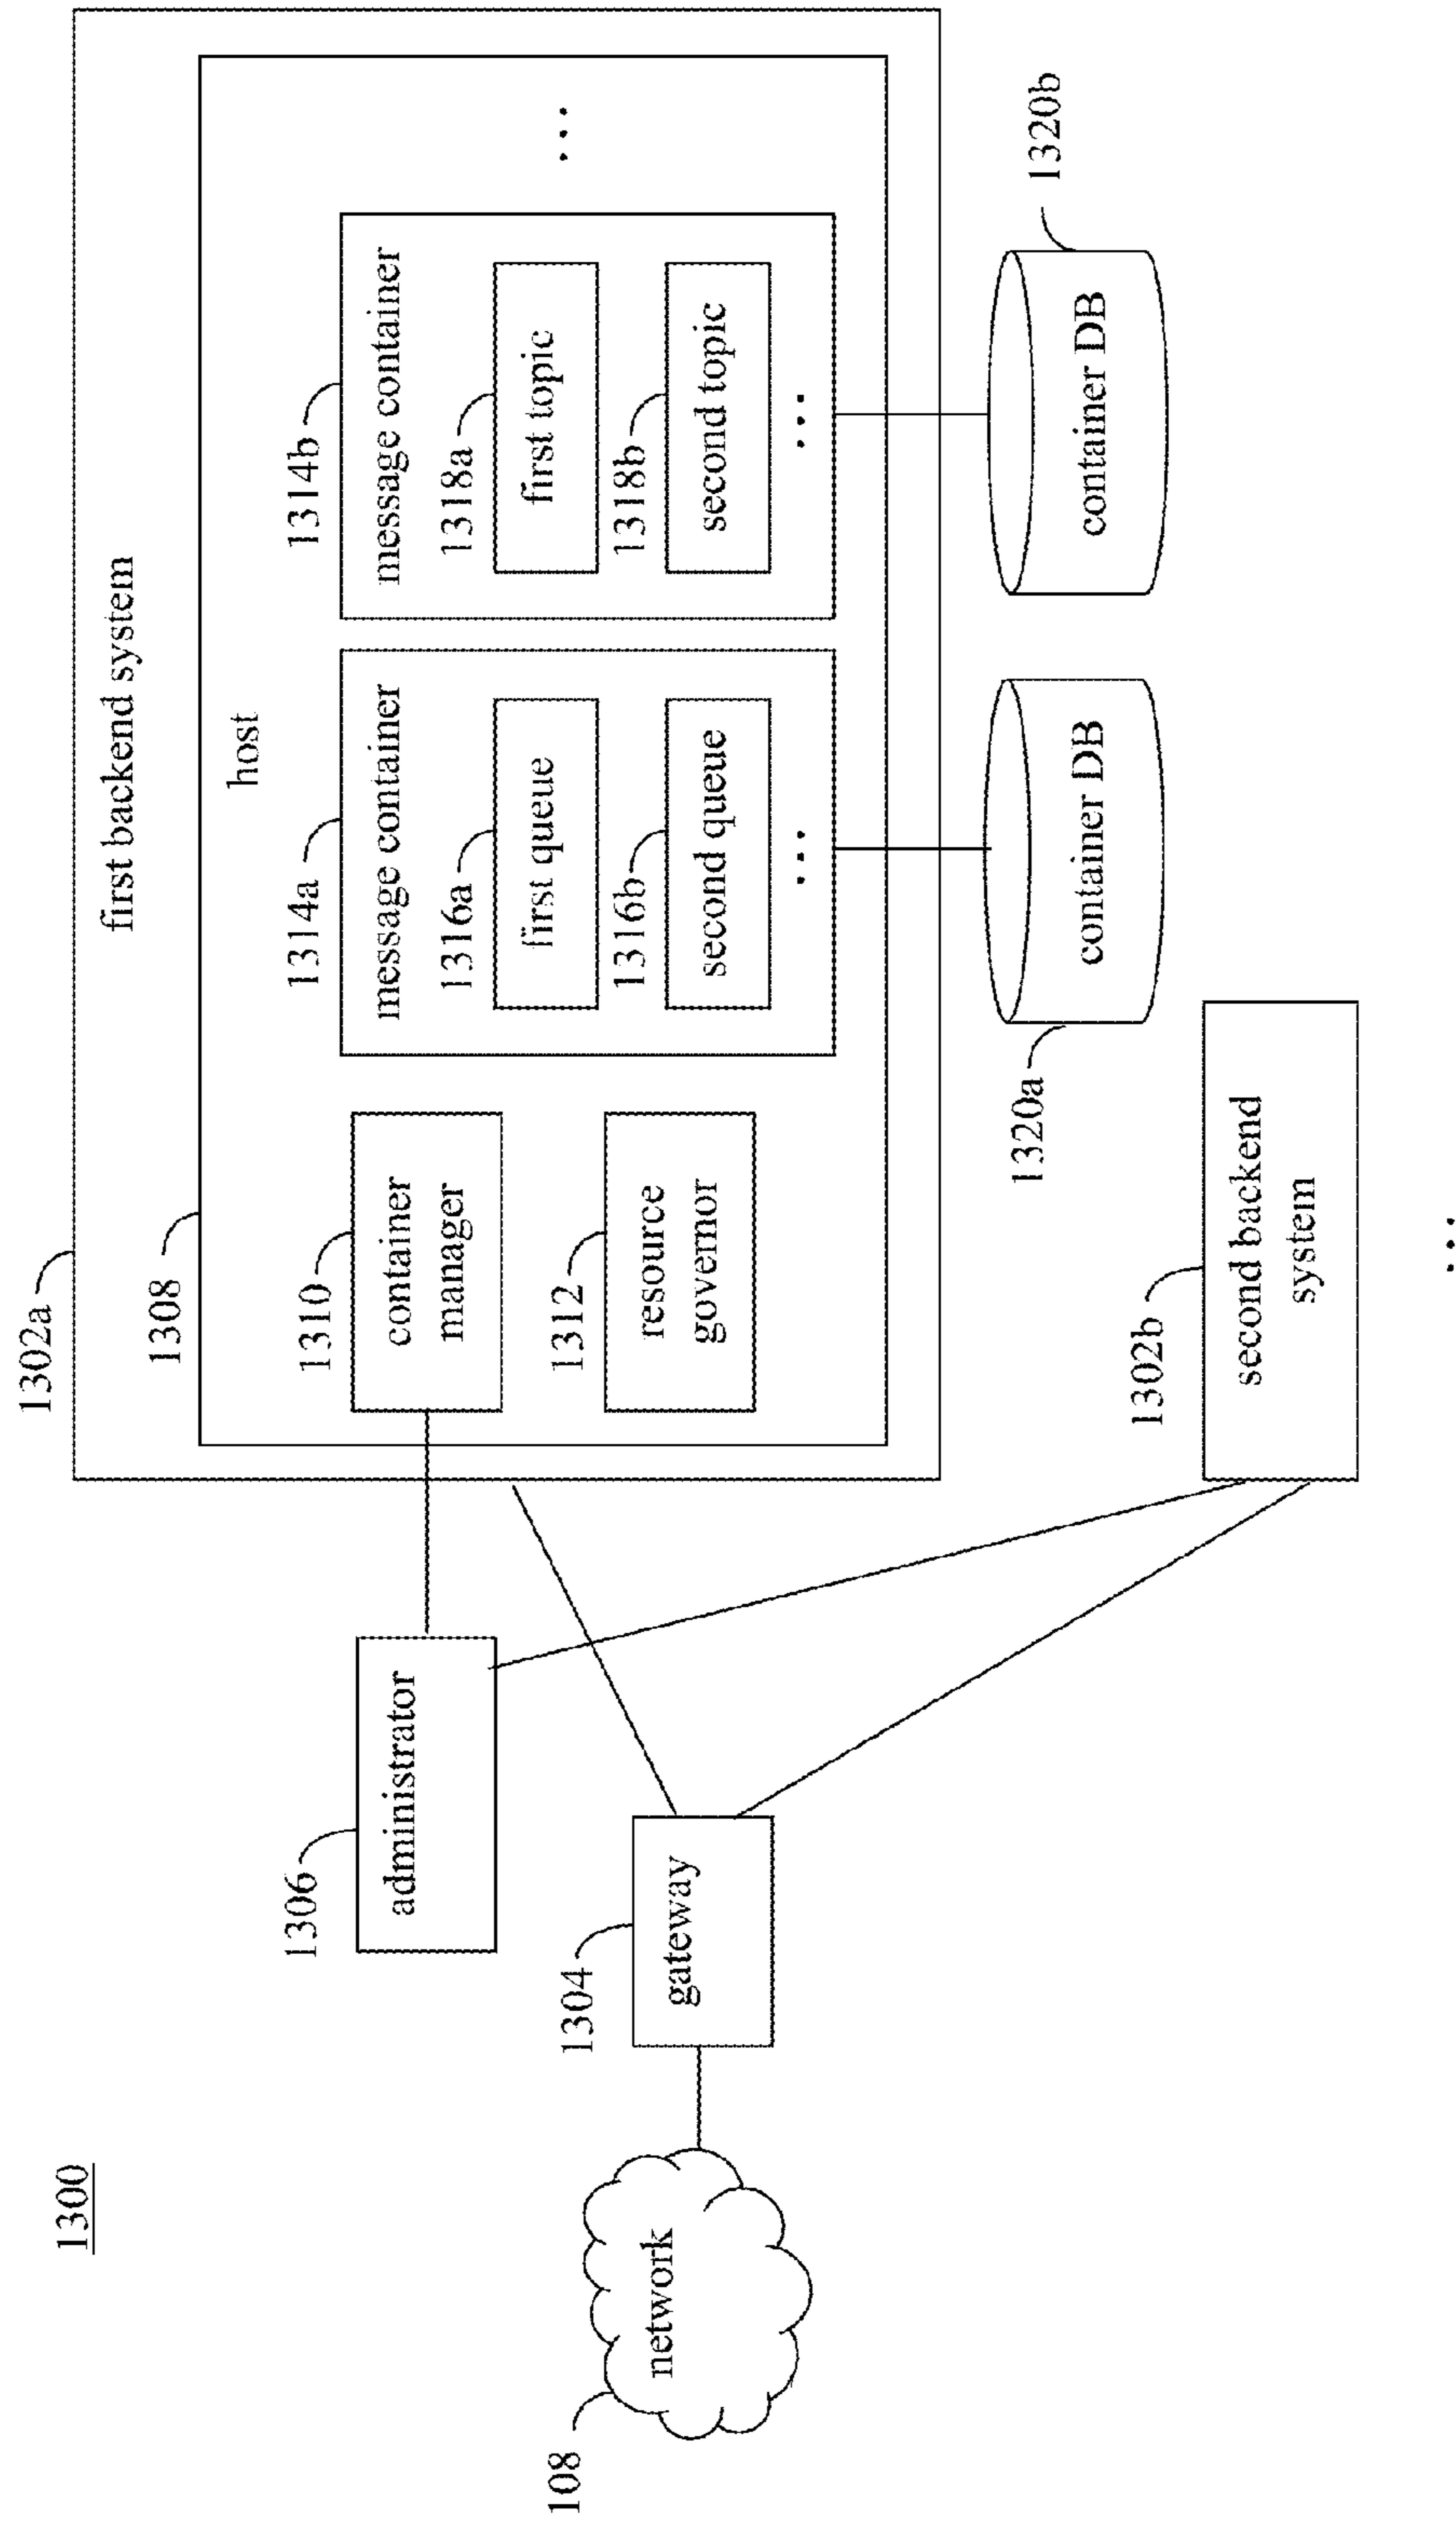 1300
1302a
first backend system
1308
host
1310
container
manager
1312
resource
governor
1314a
message container
1316a
first queue
1316b
second queue
...
1314b
message container
1318a
first topic
1318b
second topic
...
...
1306
administrator
1304
gateway
108
network
1320a
container DB
1320b
container DB
1302b
second backend
system
...